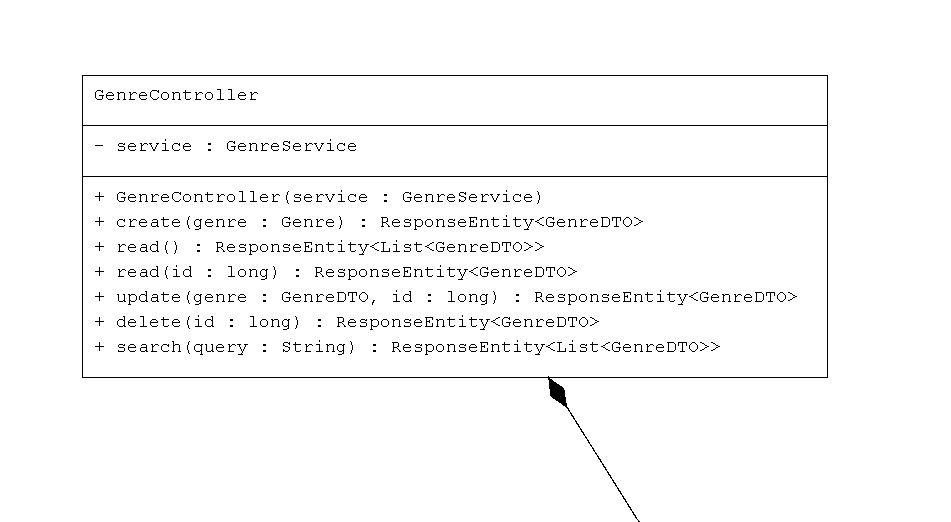 GenreController
- service : GenreService
+ GenreController(service : GenreService)
+ create(genre : Genre) : ResponseEntity<GenreDTO>
+ read() : ResponseEntity<List<GenreDTO>>
+ read(id : long) : ResponseEntity<GenreDTO>
+ update(genre : GenreDTO, id : long) : ResponseEntity<GenreDTO>
+ delete(id : long) : ResponseEntity<GenreDTO>
+ search(query : String) : ResponseEntity<List<GenreDTO>>